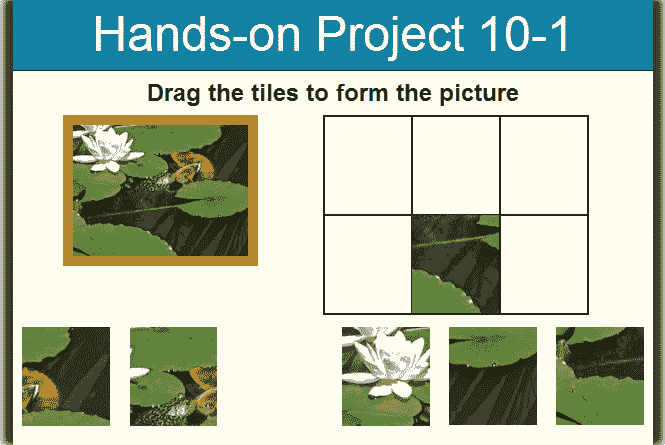 Hands-on Project 10-1
Drag the tiles to form the picture